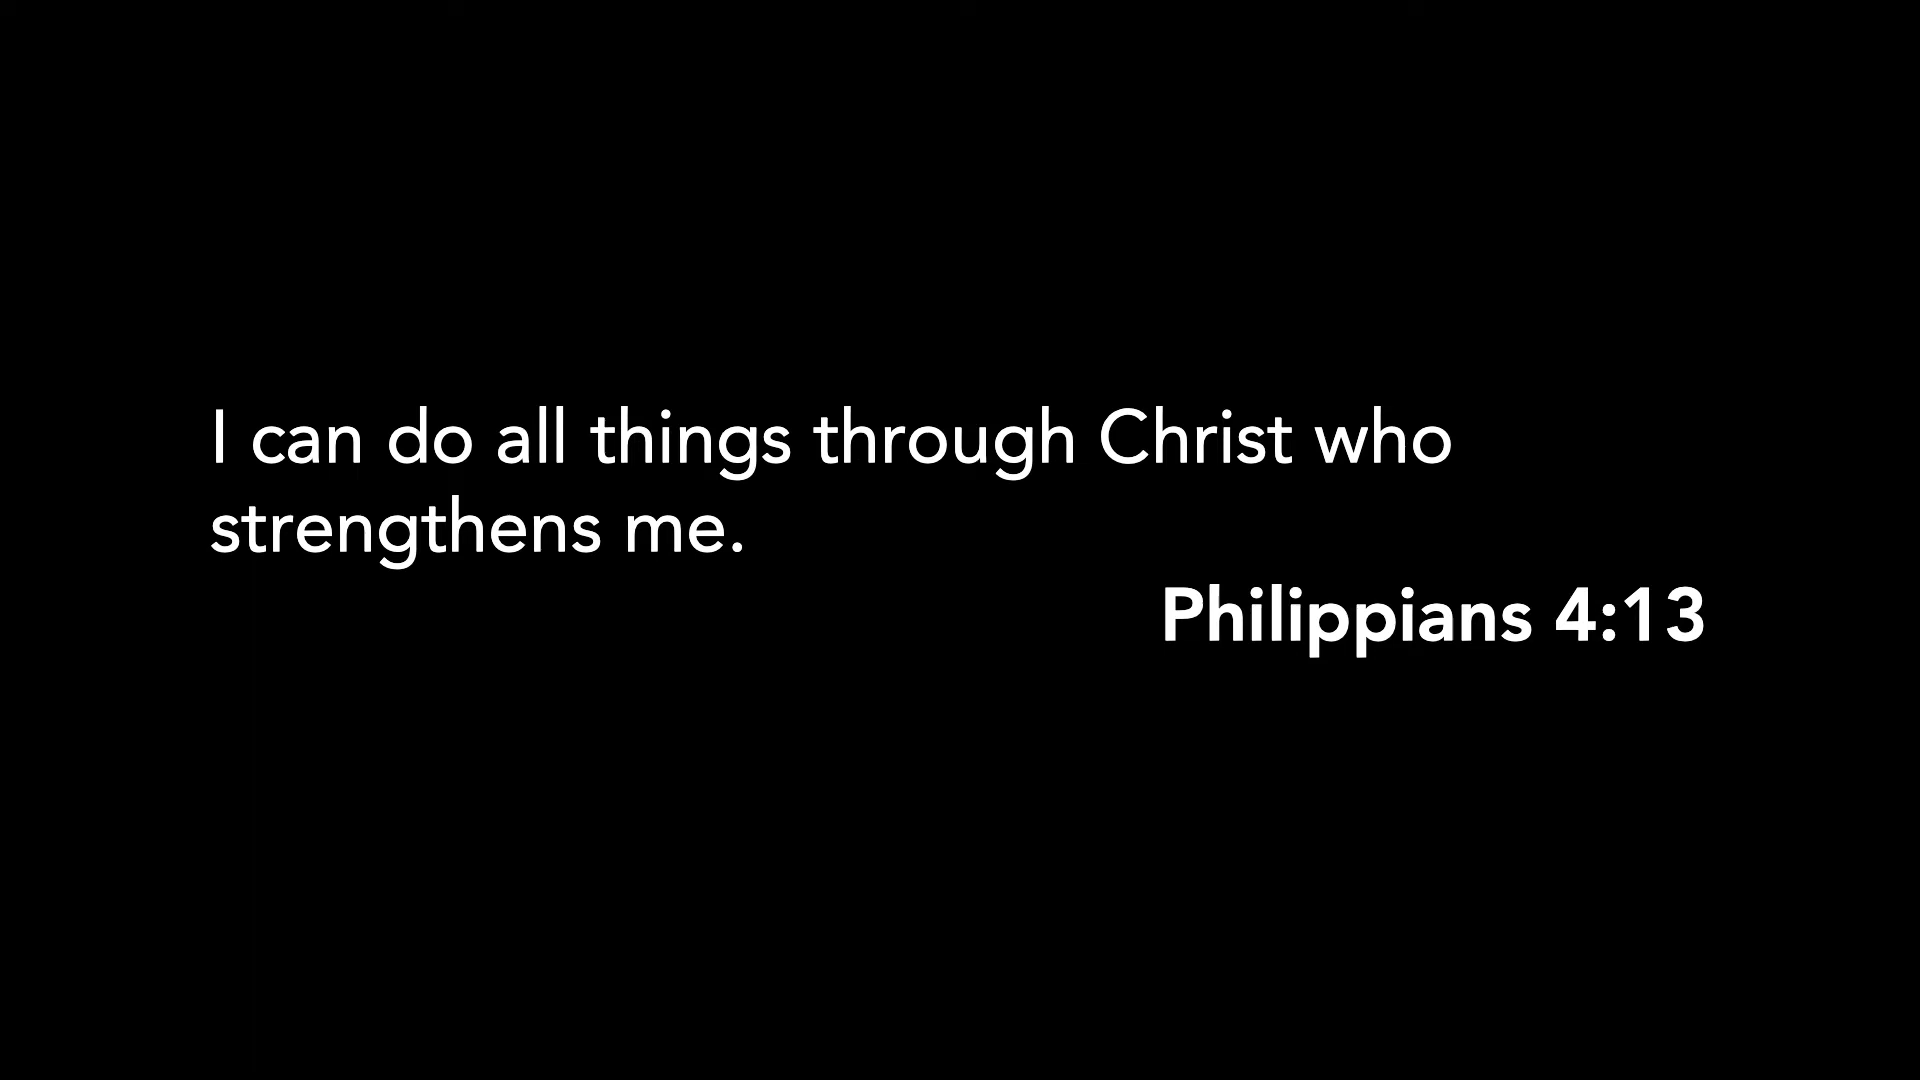 I can do all things through Christ who
strengthens me.
Philippians 4:13